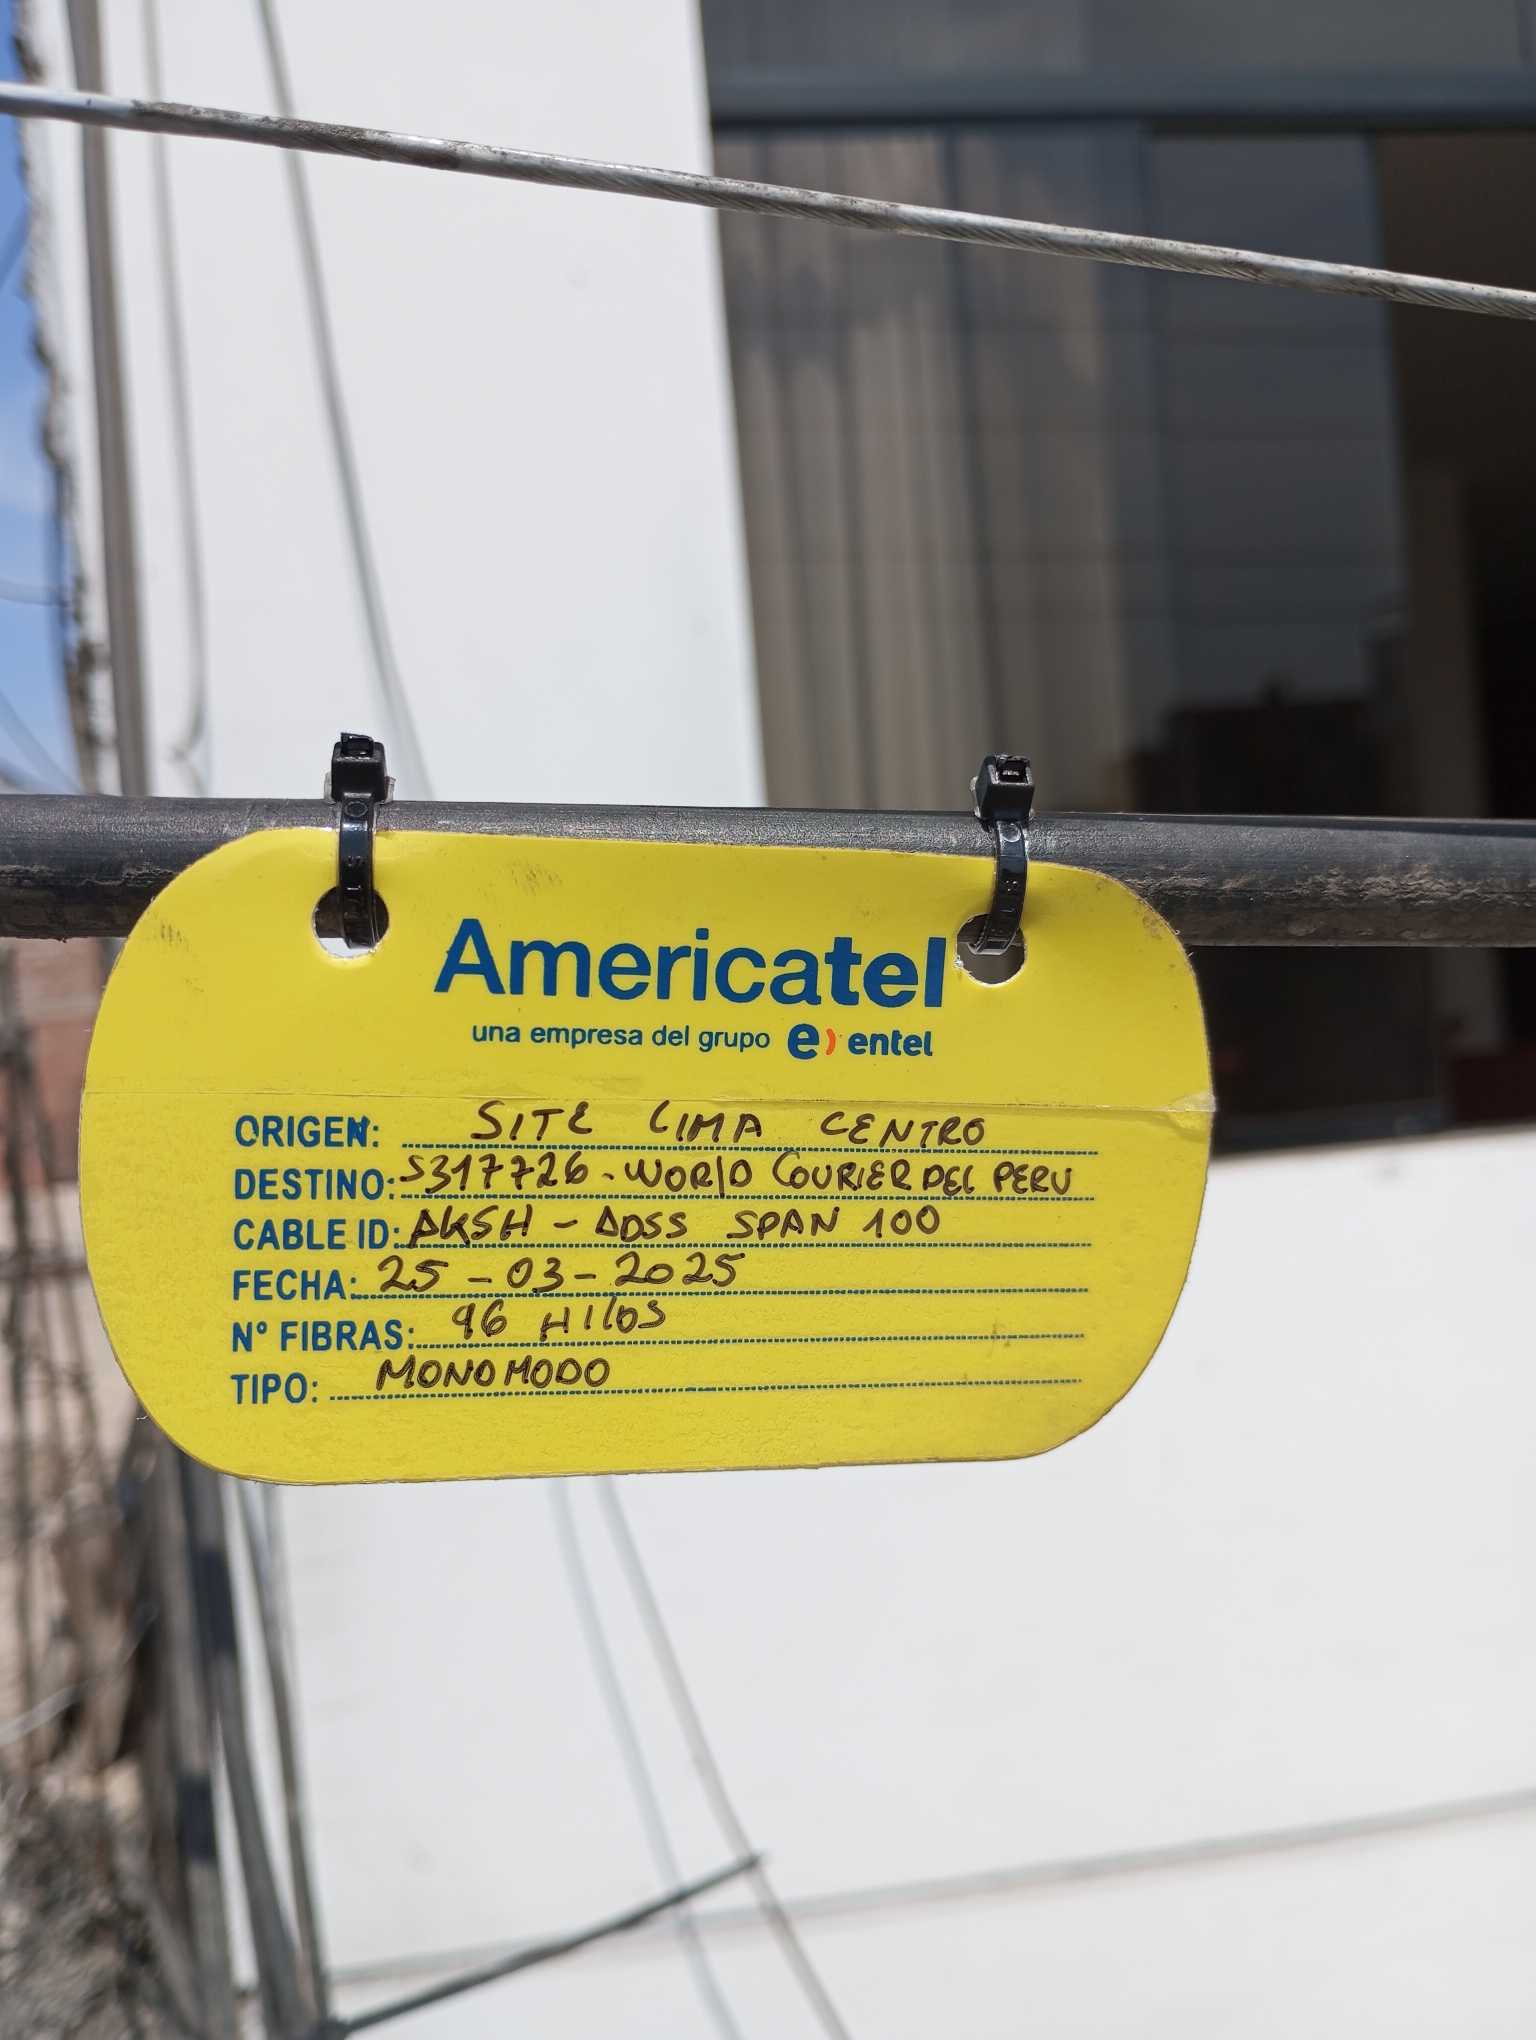 Americatel
una empresa del grupo e) entel
ORIGEN: SITE LIMA CENTRO
DESTINO: S317726-WORLD COURIER DEL PERU
CABLE ID: AKSH - ADSS SPAN 100
FECHA: 25-03-2025
N° FIBRAS: 96 HILOS
TIPO: MONOMODO